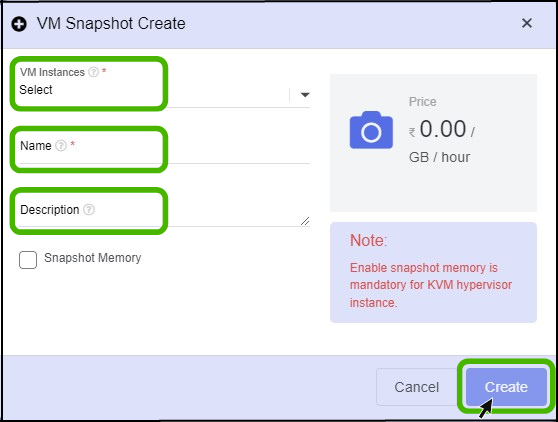 VM Snapshot Create
VM Instances ? *
Select
Name ? *
Description ?
Snapshot Memory
Price
₹ 0.00 /
GB / hour
Note:
Enable snapshot memory is
mandatory for KVM hypervisor
instance.
Cancel
Create